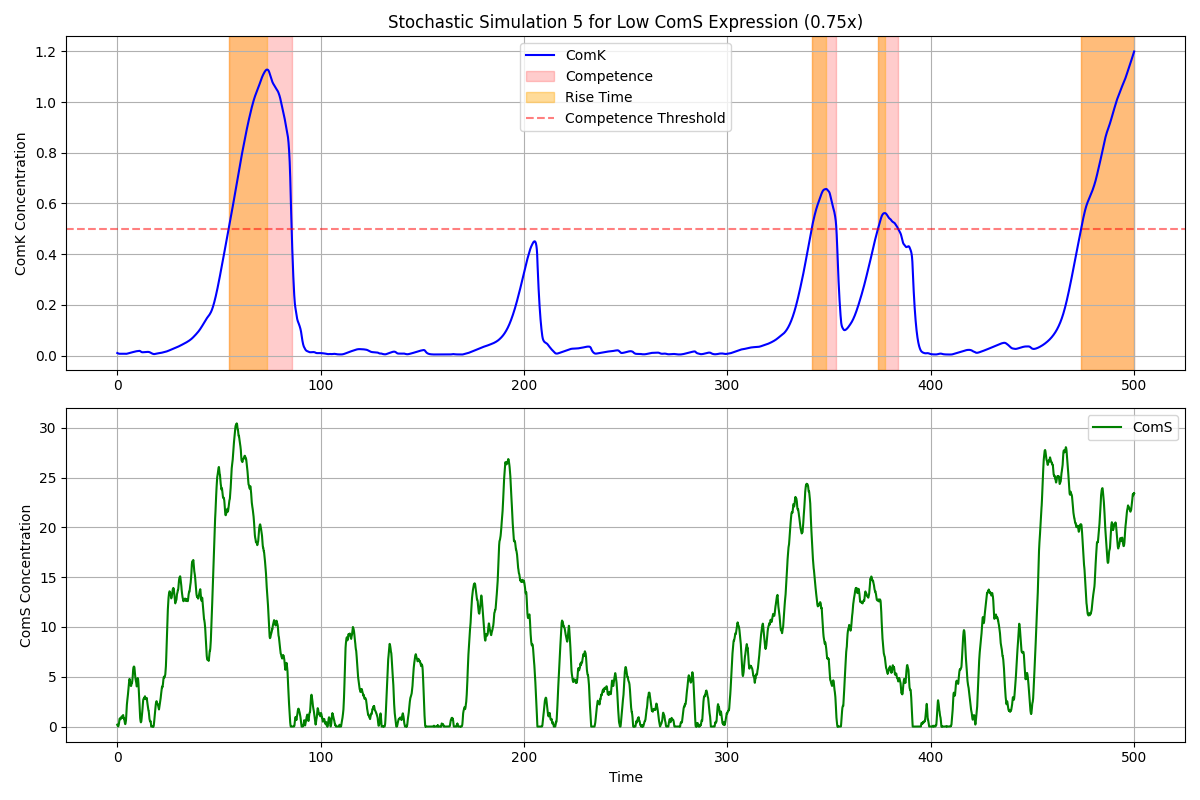 Stochastic Simulation 5 for Low ComS Expression (0.75x)
ComK Concentration
1.2
1.0
0.8
0.6
0.4
0.2
0.0
ComK
Competence
Rise Time
Competence Threshold
0 100 200 300 400 500
ComS Concentration
30
25
20
15
10
5
0
ComS
0 100 200 300 400 500
Time